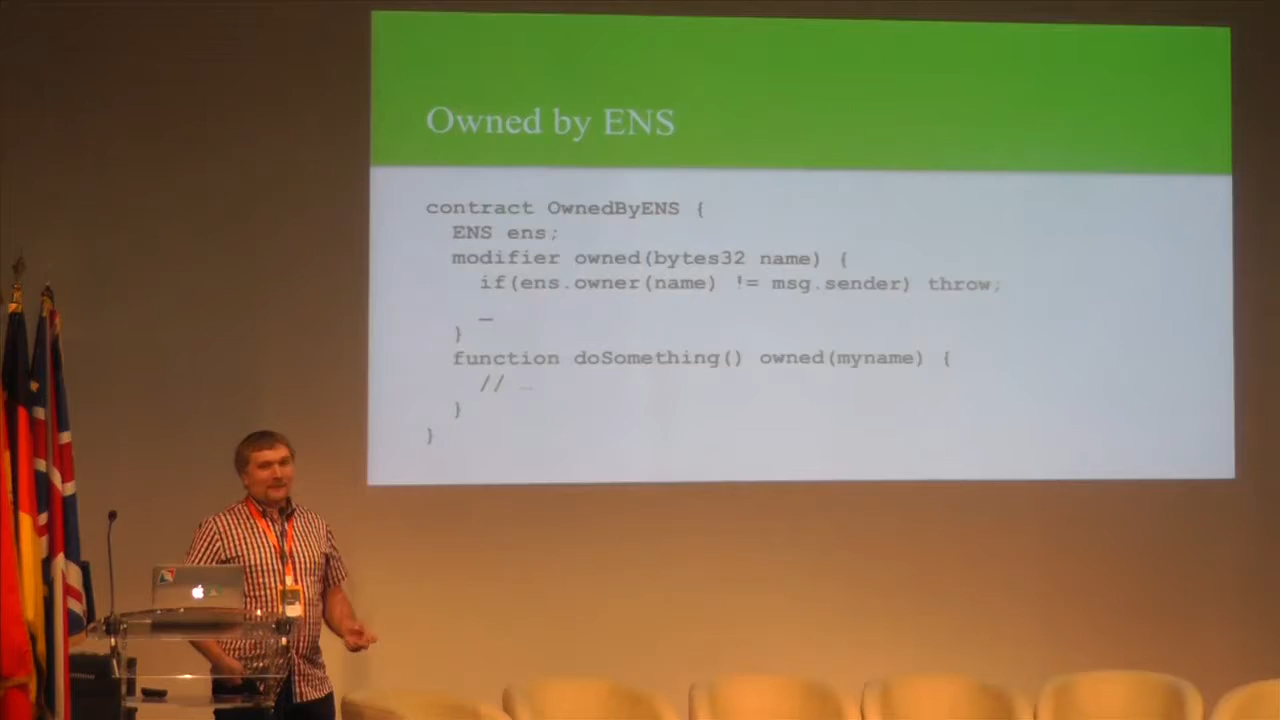 Owned by ENS
contract OwnedByENS {
ENS ens;
modifier owned(bytes32 name) {
if(ens.owner(name) != msg.sender) throw;
_
}
function doSomething() owned(myname) {
// …
}
}